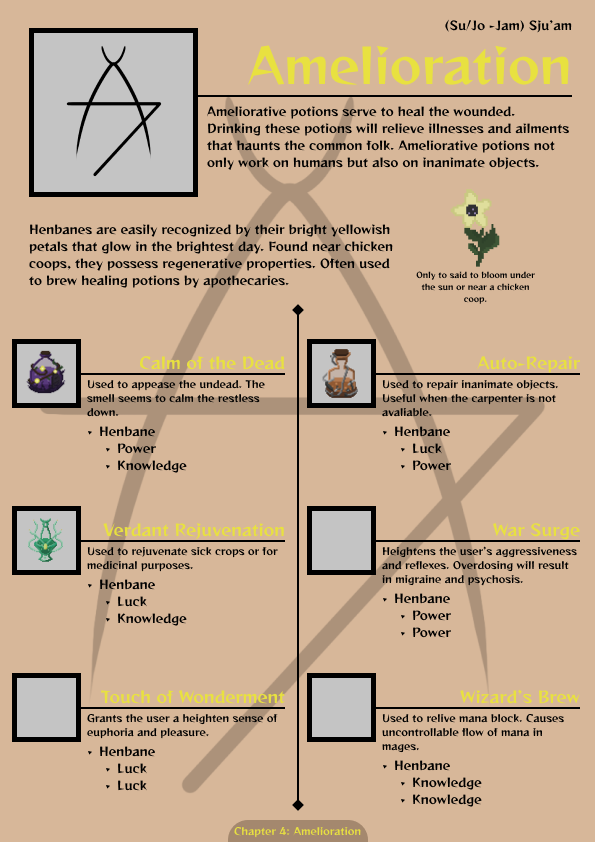 (Su/Jo -Jam) Sju'am
Amelioration
Ameliorative potions serve to heal the wounded.
Drinking these potions will relieve illnesses and ailments
that haunts the common folk. Ameliorative potions not
only work on humans but also on inanimate objects.
Henbanes are easily recognized by their bright yellowish
petals that glow in the brightest day. Found near chicken
coops, they possess regenerative properties. Often used
to brew healing potions by apothecaries.
Only to said to bloom under
the sun or near a chicken
coop.
Calm of the Dead
Used to appease the undead. The
smell seems to calm the restless
down.
Henbane
Power
Knowledge
Verdant Rejuvenation
Used to rejuvenate sick crops or for
medicinal purposes.
Henbane
Luck
Knowledge
Touch of Wonderment
Grants the user a heighten sense of
euphoria and pleasure.
Henbane
Luck
Luck
Auto-Repair
Used to repair inanimate objects.
Useful when the carpenter is not
avaliable.
Henbane
Luck
Power
War Surge
Heightens the user's aggressiveness
and reflexes. Overdosing will result
in migraine and psychosis.
Henbane
Power
Power
Wizard's Brew
Used to relive mana block. Causes
uncontrollable flow of mana in
mages.
Henbane
Knowledge
Knowledge
Chapter 4: Amelioration